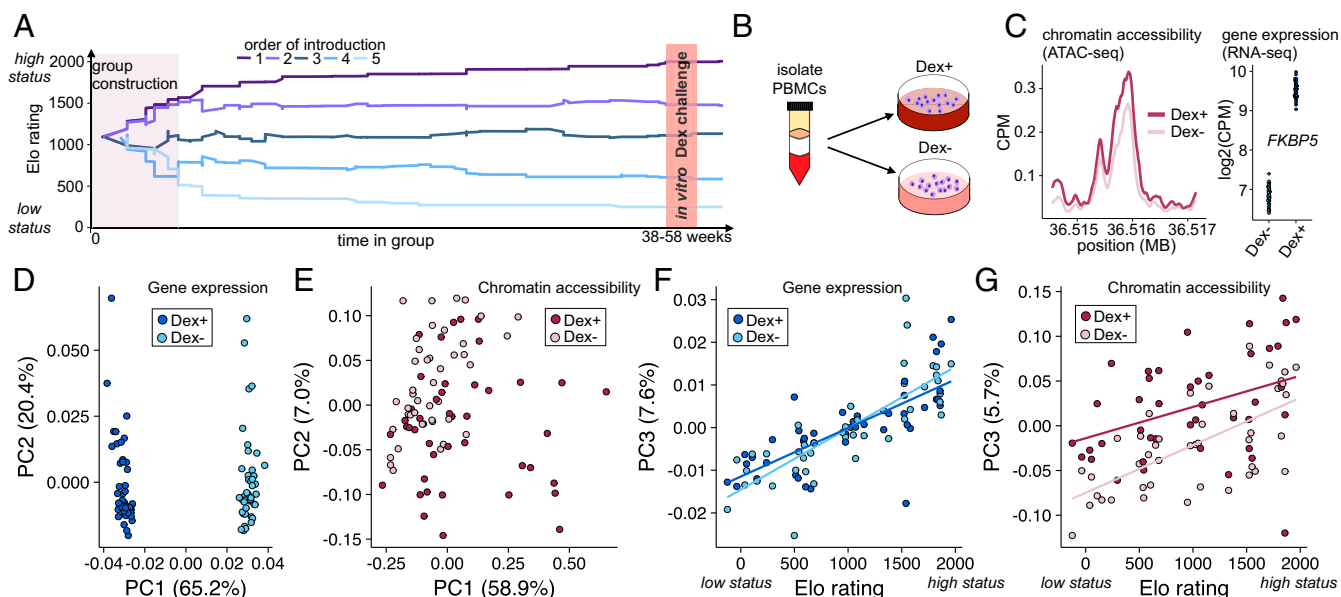 A
high status
2000
1500
1000
500
0
low status
Elo rating
group construction
order of introduction
1 2 3 4 5
in vitro Dex challenge
0
time in group
38-58 weeks
B
isolate
PBMCs
Dex+
Dex-
C
chromatin accessibility
(ATAC-seq)
CPM
0.3
0.2
0.1
Dex+
Dex-
36.515 36.516 36.517
position (MB)
gene expression
(RNA-seq)
log2(CPM)
10
9
8
7
FKBP5
Dex-
Dex+
D
Gene expression
Dex+
Dex-
PC2 (20.4%)
0.050
0.025
0.000
-0.04 -0.02 0.00 0.02 0.04
PC1 (65.2%)
E
Chromatin accessibility
Dex+
Dex-
PC2 (7.0%)
0.10
0.05
0.00
-0.05
-0.10
-0.15
-0.25 0.00 0.25 0.50
PC1 (58.9%)
F
Gene expression
Dex+
Dex-
PC3 (7.6%)
0.03
0.02
0.01
0.00
-0.01
-0.02
0 500 1000 1500 2000
low status Elo rating high status
G
Chromatin accessibility
Dex+
Dex-
PC3 (5.7%)
0.15
0.10
0.05
0.00
-0.05
-0.10
0 500 1000 1500 2000
low status Elo rating high status